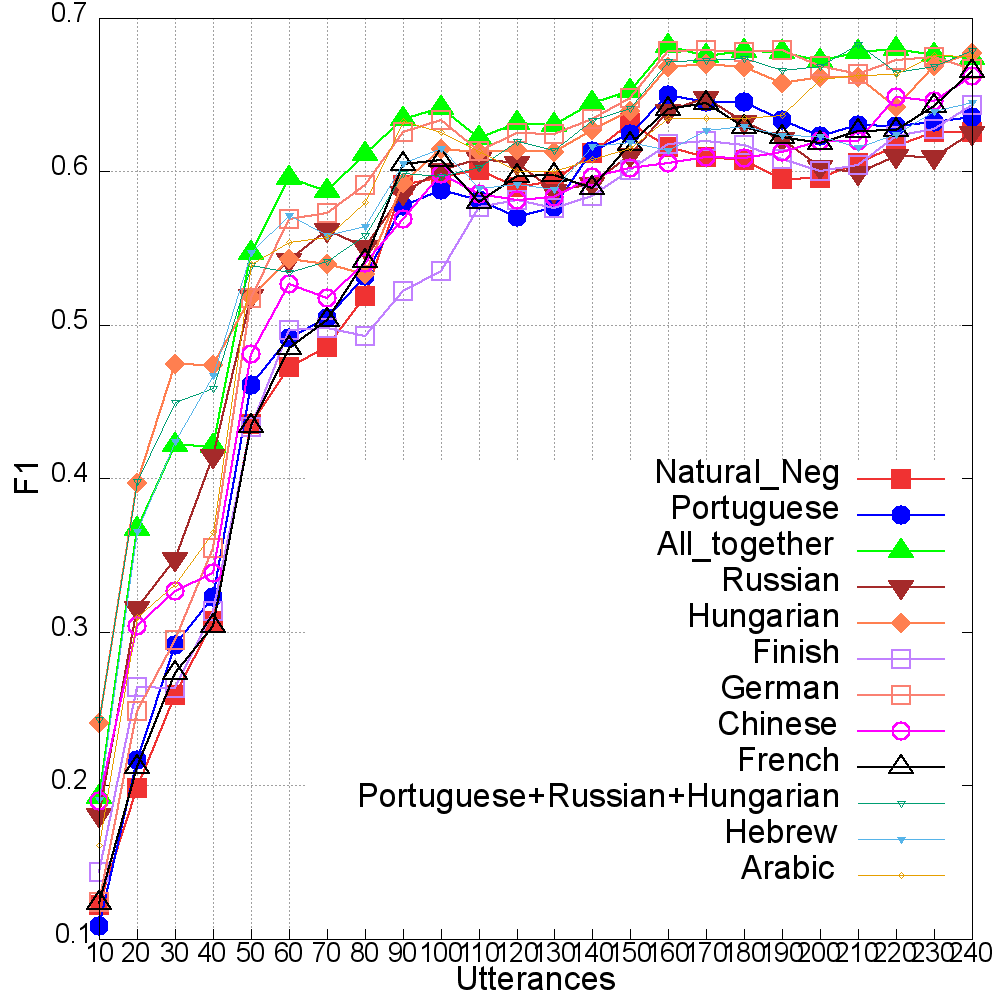 0.7
0.6
0.5
0.4
0.3
0.2
0.1
F1
Natural_Neg
Portuguese
All_together
Russian
Hungarian
Finish
German
Chinese
French
Portuguese+Russian+Hungarian
Hebrew
Arabic
10 20 30 40 50 60 70 80 90 100 110 120 130 140 150 160 170 180 190 200 210 220 230 240
Utterances